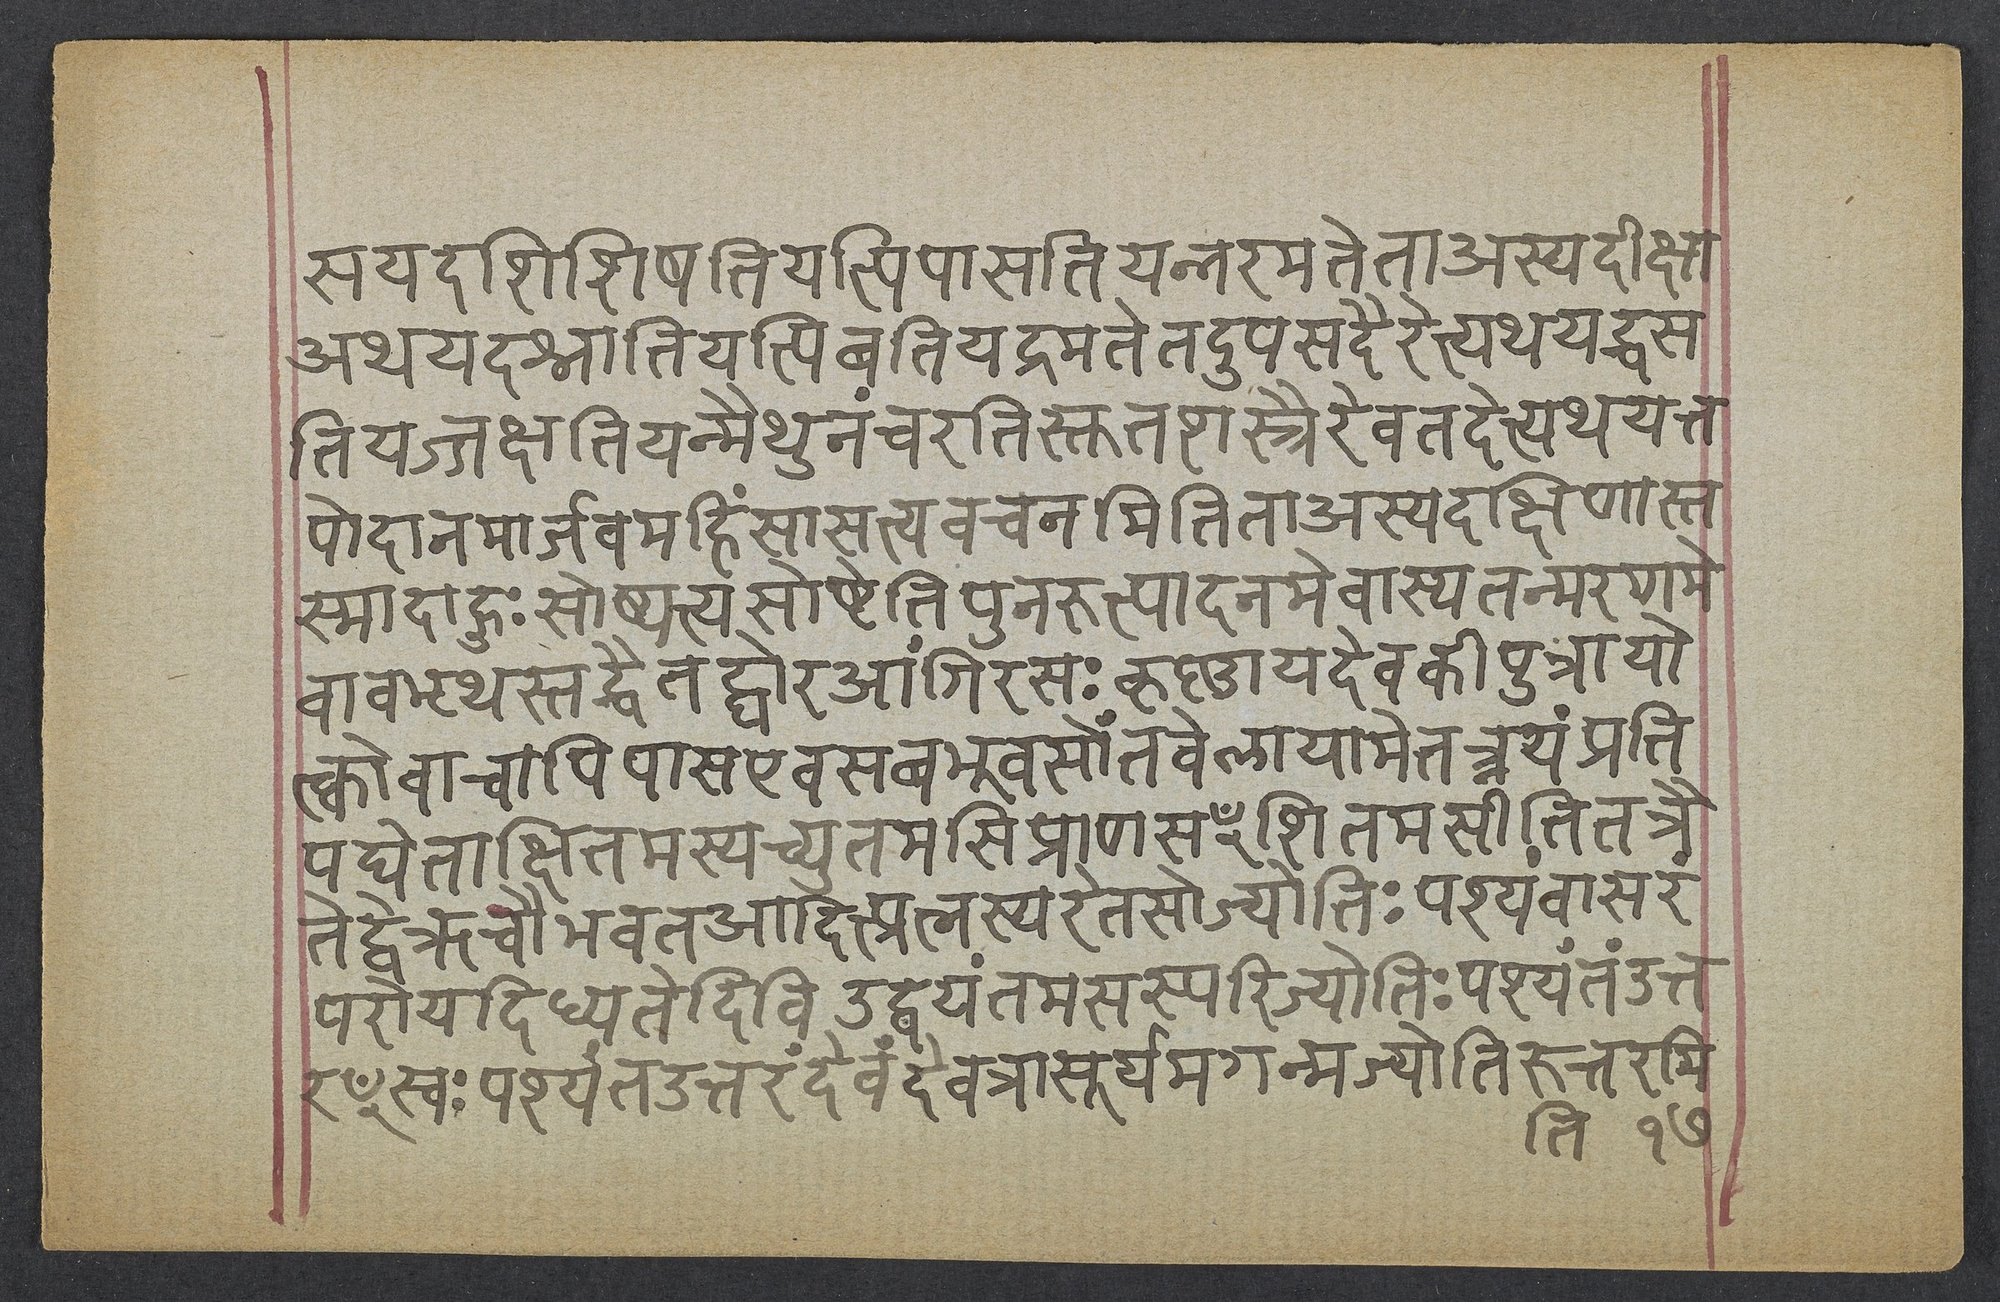 सयदशिशिषतियत्पिपासतियन्नरमतेताअस्यदीक्षा
अथयदश्नातियत्पिबतियद्रमतेतदुपसदैरेत्यथयद्धस
तियज्जक्षतियन्मैथुनंचरतिस्तुतशस्त्रैरेवतदेत्यथयत्त
पोदानमार्जवमहिंसासत्यवचनमितिताअस्यदक्षिणास्त
स्मादाहुःसोष्यत्यसोष्टेतिपुनरुत्पादनमेवास्यतन्मरणमे
वावभृथस्तद्धैतद्घोरआंगिरसःकृष्णायदेवकीपुत्रायो
त्क्वोवाचापिपासएवसबभूवसोंतवेलायामेतत्त्रयंप्रति
पद्येताक्षितमस्यच्युतमसिप्राणसꣳशितमसीतितत्रै
तेद्वेऋचौभवतआदित्प्रत्नस्यरेतसोज्योतिःपश्यंवासरं
परोयदिध्यतेदिवि उद्वयंतमसस्परिज्योतिःपश्यंतंउत्त
रꣳस्वःपश्यंतउत्तरंदेवंदेवत्रासूर्यमगन्मज्योतिरुत्तरमि
ति १७